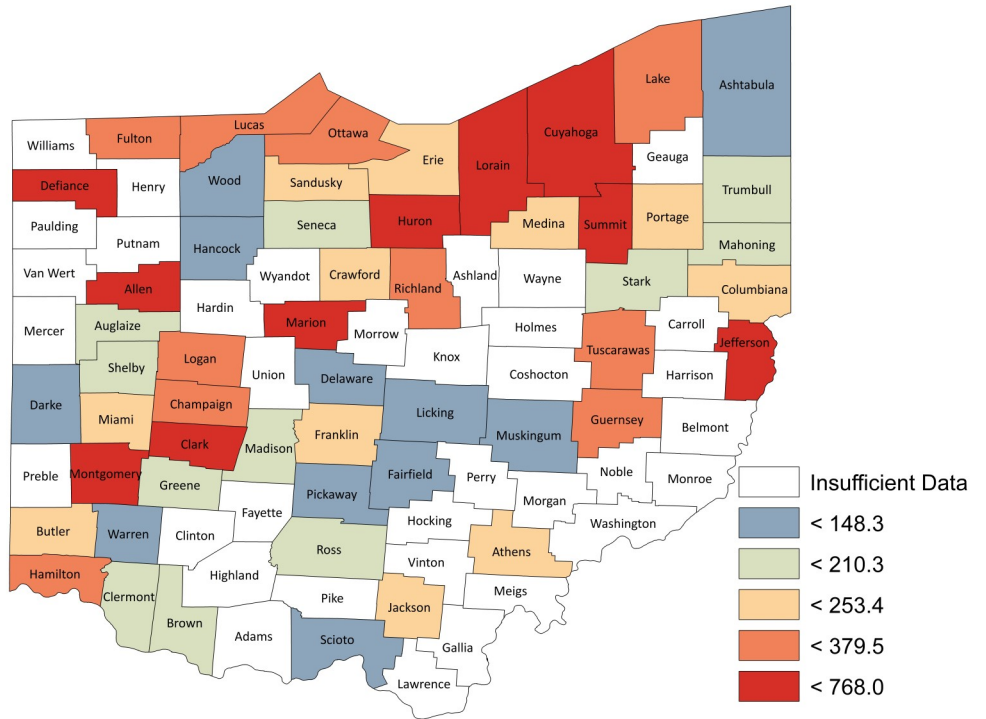 Lake
Ashtabula
Lucas
Cuyahoga
Ottawa
Fulton
Williams
Geauga
Erie
Lorain
Wood
Sandusky
Defiance
Henry
Trumbull
Portage
Huron
Medina
Summit
Seneca
Paulding
Putnam
Hancock
Mahoning
Van Wert
Wyandot
Crawford
Ashland
Wayne
Stark
Allen
Richland
Columbiana
Hardin
Marion
Mercer
Auglaize
Morrow
Holmes
Carroll
Jefferson
Tuscarawas
Logan
Knox
Shelby
Union
Coshocton
Harrison
Delaware
Darke
Champaign
Licking
Miami
Guernsey
Franklin
Muskingum
Belmont
Clark
Madison
Preble
Montgomery
Fairfield
Perry
Noble
Monroe
Greene
Pickaway
Morgan
Insufficient Data
Fayette
Hocking
Washington
< 148.3
Butler
Warren
Clinton
Ross
Athens
Vinton
< 210.3
Hamilton
Highland
Meigs
Clermont
Pike
Jackson
< 253.4
Brown
Adams
Scioto
Gallia
< 379.5
Lawrence
< 768.0